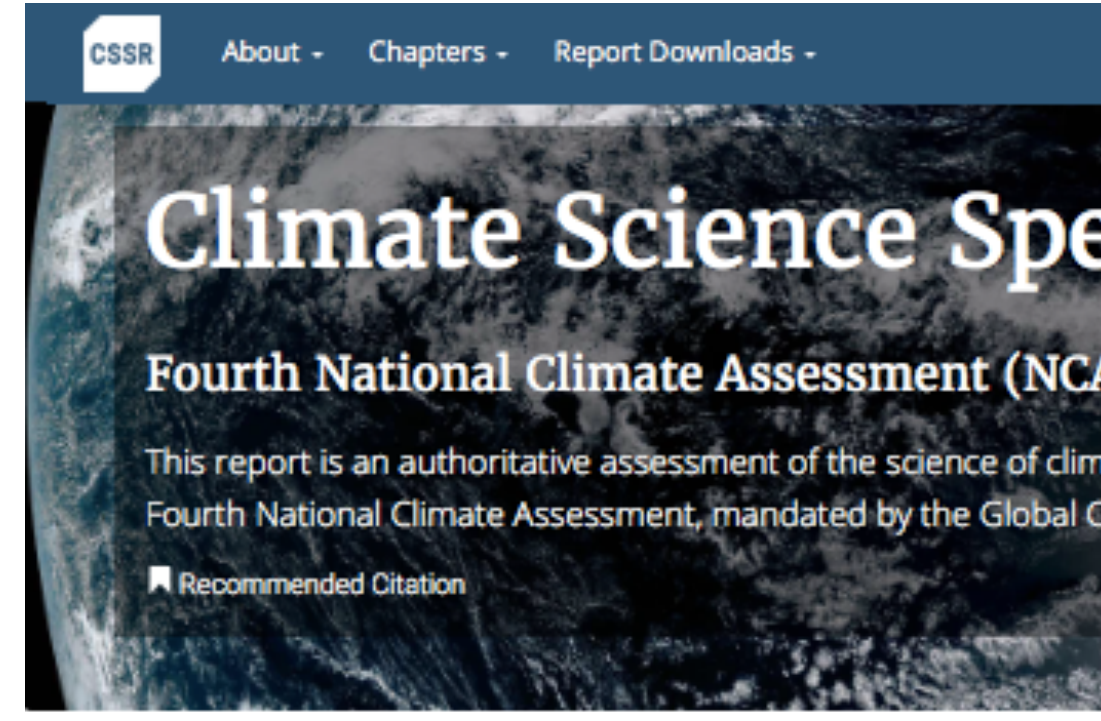 CSSR About Chapters Report Downloads
Climate Science Spe
Fourth National Climate Assessment (NCA
This report is an authoritative assessment of the science of clim
Fourth National Climate Assessment, mandated by the Global C
Recommended Citation